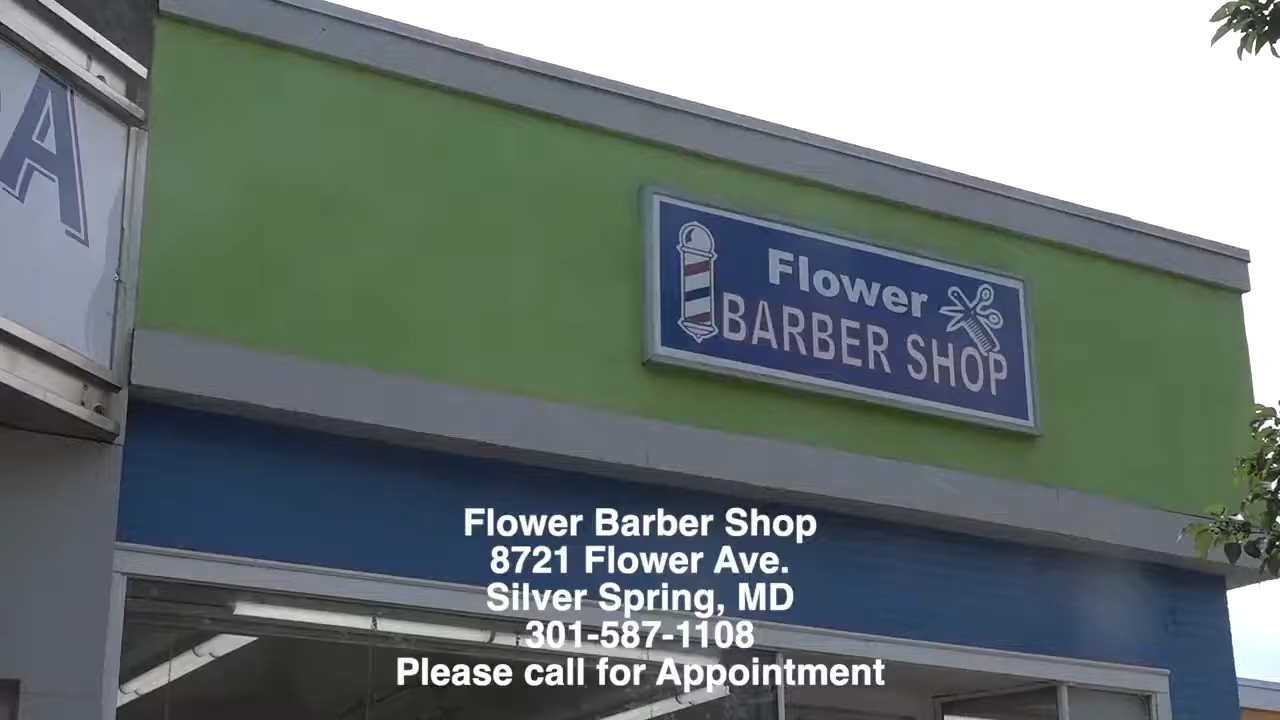 A
Flower
BARBER SHOP
Flower Barber Shop
8721 Flower Ave.
Silver Spring, MD
301-587-1108
Please call for Appointment